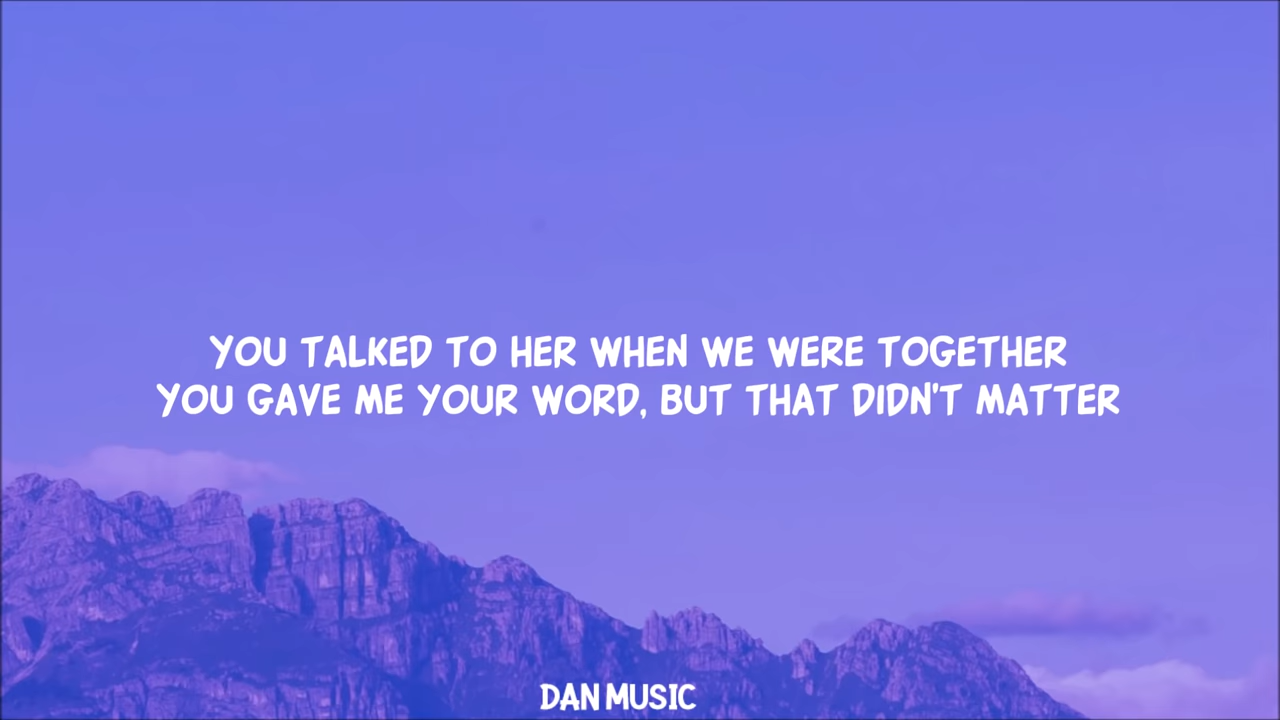 YOU TALKED TO HER WHEN WE WERE TOGETHER
YOU GAVE ME YOUR WORD, BUT THAT DIDN'T MATTER
DAN MUSIC